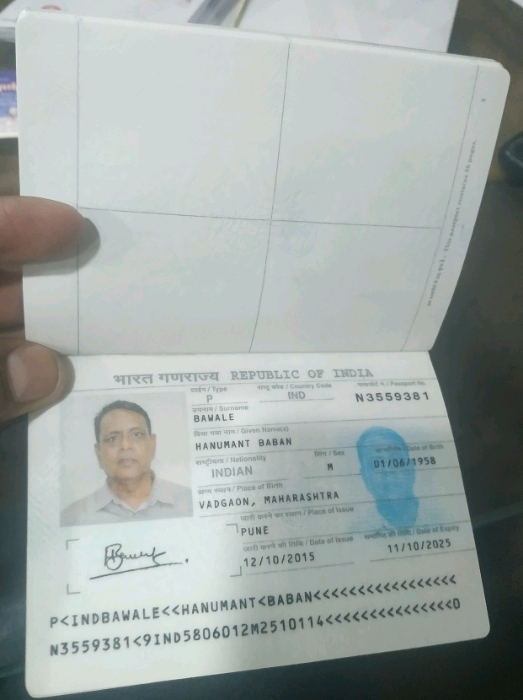 भारत गणराज्य REPUBLIC OF INDIA
टाईप / Type राष्ट्र कोड / Country Code पासपोर्ट नं. / Passport No.
P IND N3559381
उपनाम / Surname
BAWALE
दिया गया नाम / Given Name(s)
HANUMANT BABAN
राष्ट्रीयता / Nationality लिंग / Sex जन्मतिथि / Date of Birth
INDIAN M 01/06/1958
जन्म स्थान / Place of Birth
VADGAON, MAHARASHTRA
जारी करने का स्थान / Place of Issue
PUNE
जारी करने की तिथि / Date of Issue समाप्ति की तिथि / Date of Expiry
12/10/2015 11/10/2025
P<INDBAWALE<<HANUMANT<BABAN<<<<<<<<<<<<<<<<<
N3559381<9IND5806012M2510114<<<<<<<<<<<<<<<0